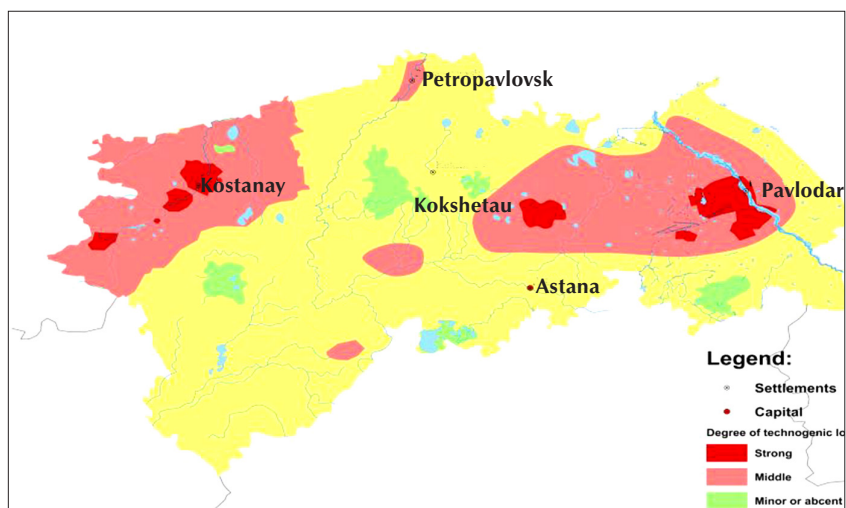 Petropavlovsk
Kostanay
Kokshetau
Pavlodar
Astana
Legend:
Settlements
Capital
Degree of technogenic lo
Strong
Middle
Minor or abcent